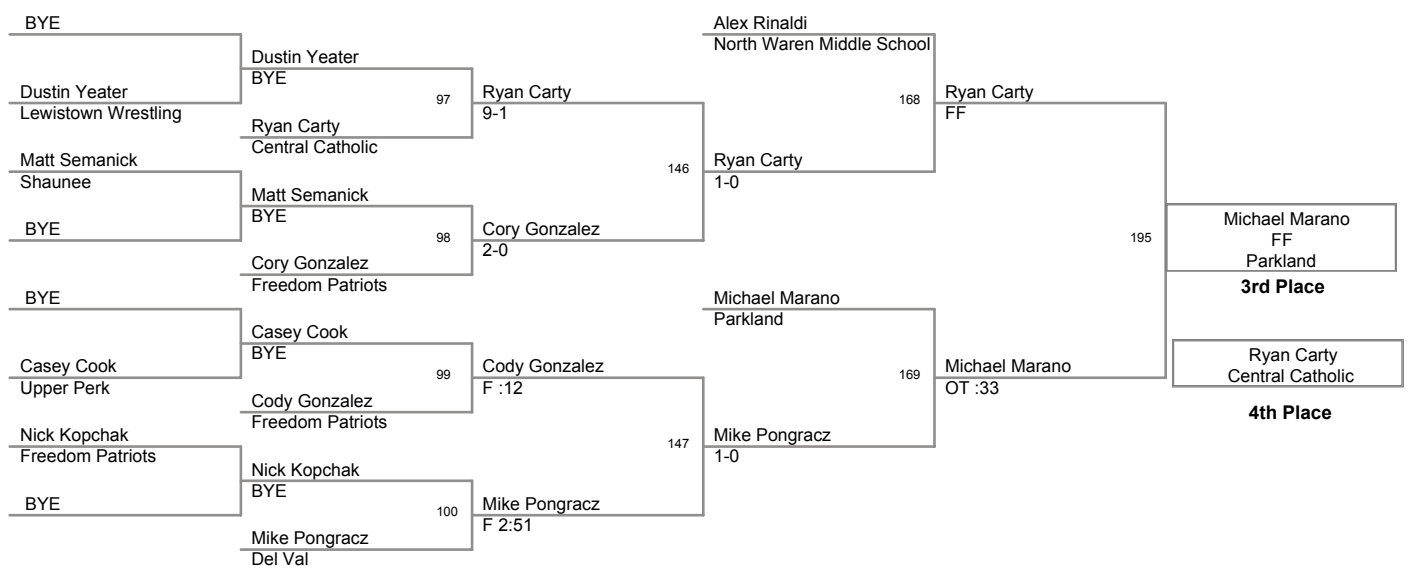 BYE
Dustin Yeater
Lewistown Wrestling
Matt Semanick
Shaunee
BYE
BYE
Casey Cook
Upper Perk
Nick Kopchak
Freedom Patriots
BYE
Dustin Yeater
BYE
97
Ryan Carty
Central Catholic
Matt Semanick
BYE
98
Cory Gonzalez
Freedom Patriots
Casey Cook
BYE
99
Cody Gonzalez
Freedom Patriots
Nick Kopchak
BYE
100
Mike Pongracz
Del Val
Ryan Carty
9-1
146
Cory Gonzalez
2-0
Cody Gonzalez
F :12
147
Mike Pongracz
F 2:51
Alex Rinaldi
North Waren Middle School
168
Ryan Carty
1-0
Michael Marano
Parkland
169
Mike Pongracz
1-0
Ryan Carty
FF
195
Michael Marano
OT :33
Michael Marano
FF
Parkland
3rd Place
Ryan Carty
Central Catholic
4th Place